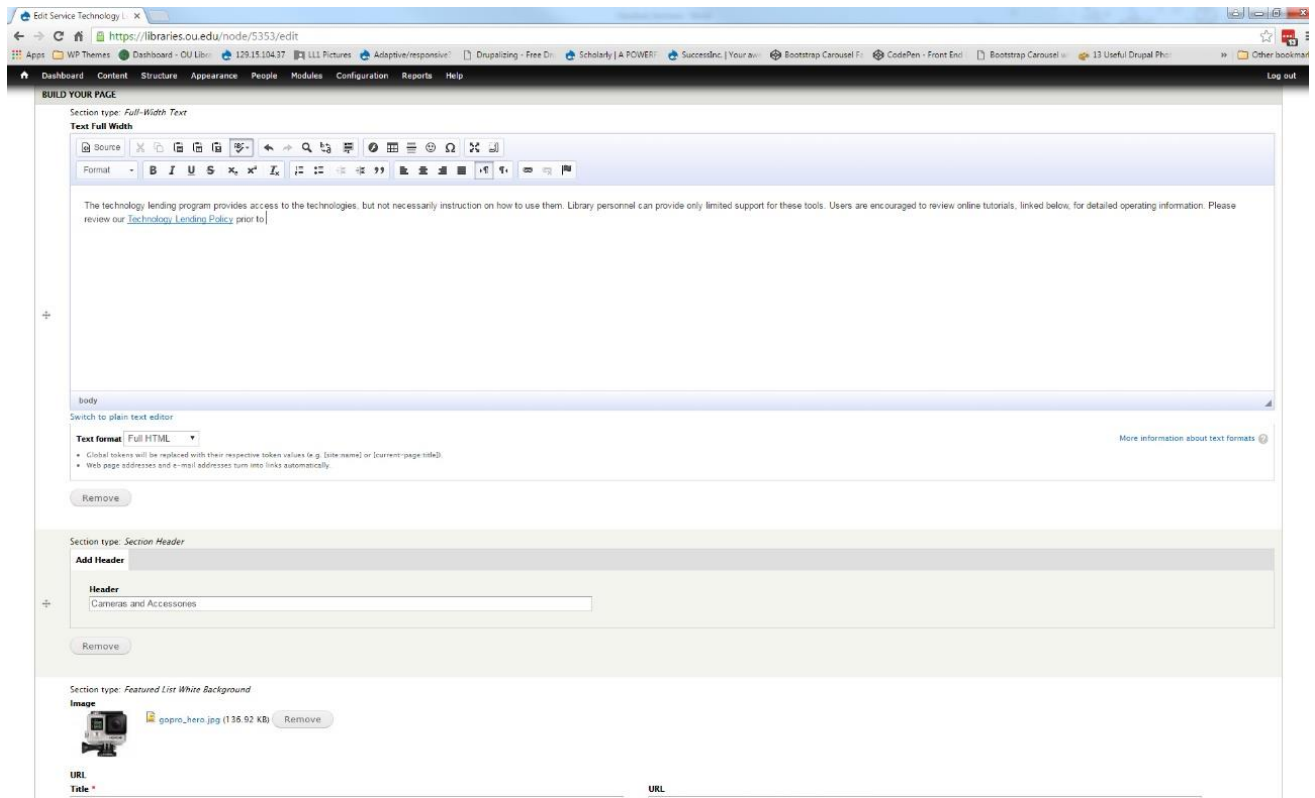 Edit Service Technology L
https://libraries.ou.edu/node/5353/edit
Apps WP Themes Dashboard - OU Libr 129.15.104.37 LL1 Pictures Adaptive/responsive Drupalizing - Free Dr Scholarly | A POWERF SuccessInc. | Your aw Bootstrap Carousel F CodePen - Front End Bootstrap Carousel w 13 Useful Drupal Pho » Other bookmar
Dashboard Content Structure Appearance People Modules Configuration Reports Help Log out
BUILD YOUR PAGE
Section type: Full-Width Text
Text Full Width
Source
Format B I U S x₂ x² Iₓ
The technology lending program provides access to the technologies, but not necessarily instruction on how to use them. Library personnel can provide only limited support for these tools. Users are encouraged to review online tutorials, linked below, for detailed operating information. Please
review our Technology Lending Policy prior to
body
Switch to plain text editor
Text format Full HTML More information about text formats
Global tokens will be replaced with their respective token values (e.g. [site:name] or [current-page:title]).
Web page addresses and e-mail addresses turn into links automatically.
Remove
Section type: Section Header
Add Header
Header
Cameras and Accessories
Remove
Section type: Featured List White Background
Image
gopro_hero.jpg (136.92 KB) Remove
URL
Title * URL